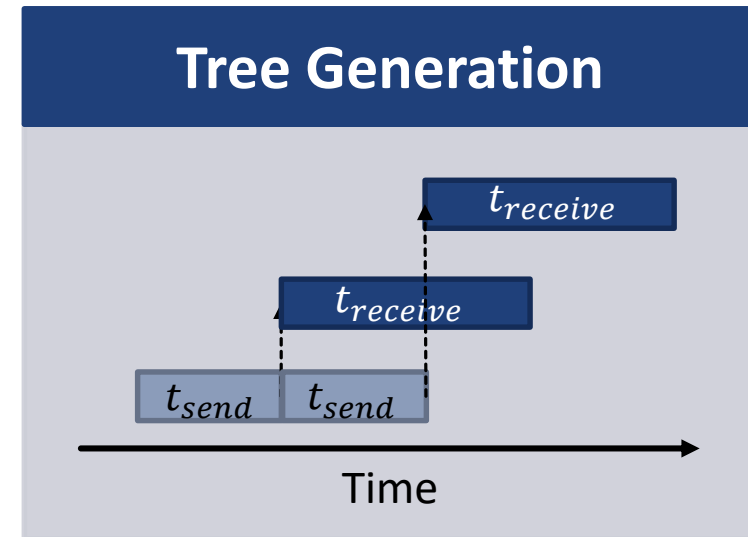 Tree Generation
t_receive
t_receive
t_send t_send
Time